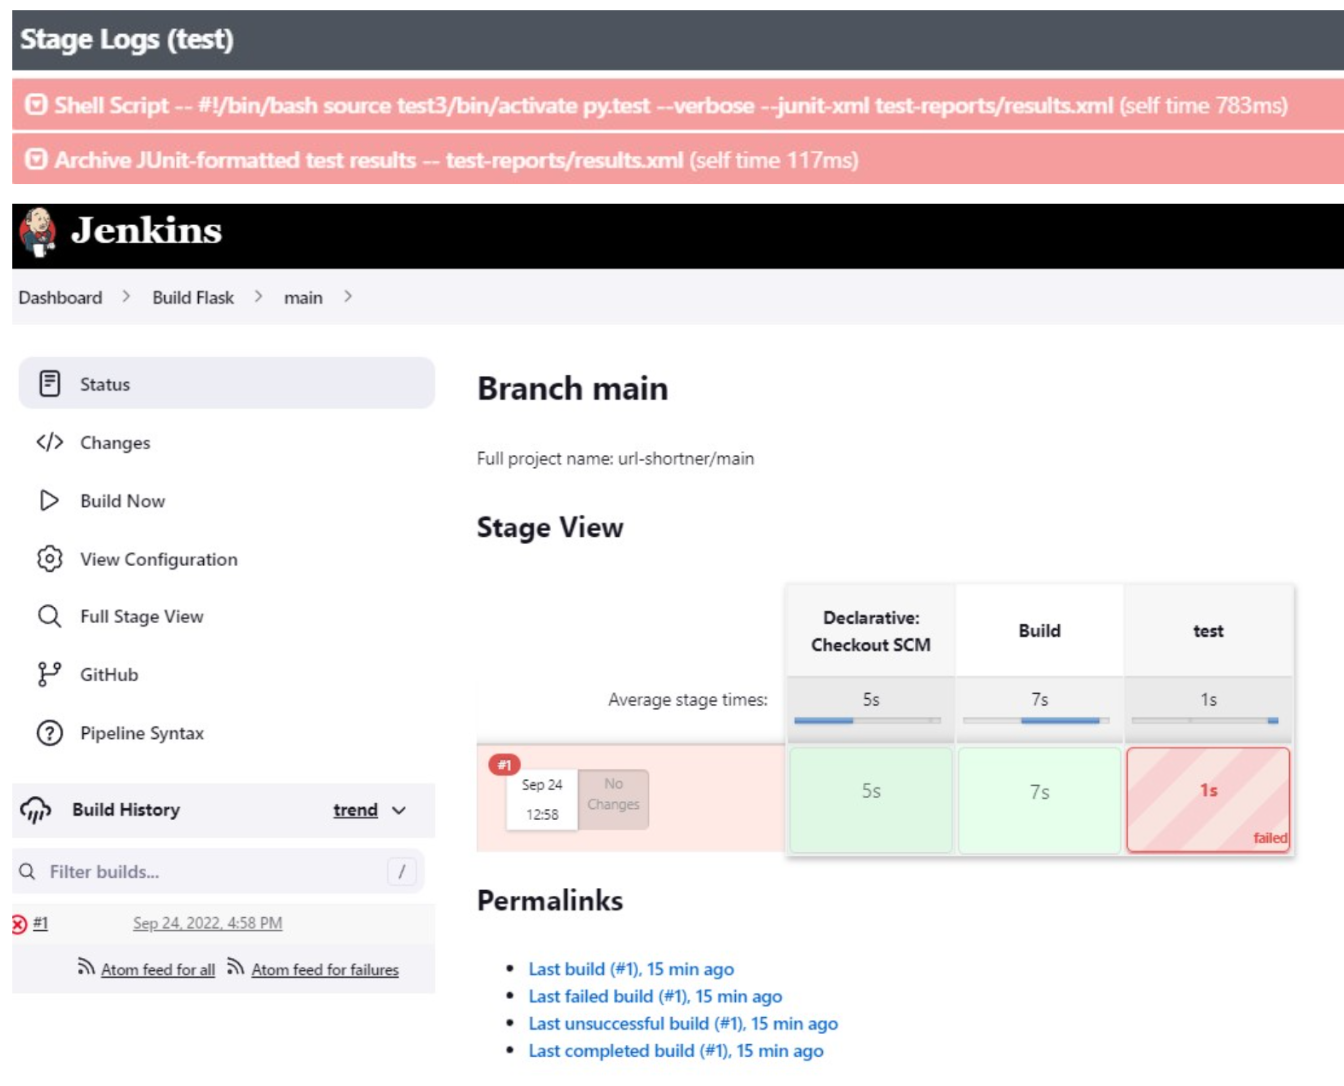 Stage Logs (test)
Shell Script -- #!/bin/bash source test3/bin/activate py.test --verbose --junit-xml test-reports/results.xml (self time 783ms)
Archive JUnit-formatted test results -- test-reports/results.xml (self time 117ms)
Jenkins
Dashboard > Build Flask > main >
Status
Changes
Build Now
View Configuration
Full Stage View
GitHub
Pipeline Syntax
Build History trend
Filter builds... /
#1 Sep 24, 2022, 4:58 PM
Atom feed for all Atom feed for failures
Branch main
Full project name: url-shortner/main
Stage View
Declarative:
Checkout SCM
Build
test
Average stage times: 5s 7s 1s
#1
Sep 24
12:58
No
Changes
5s 7s 1s
failed
Permalinks
• Last build (#1), 15 min ago
• Last failed build (#1), 15 min ago
• Last unsuccessful build (#1), 15 min ago
• Last completed build (#1), 15 min ago